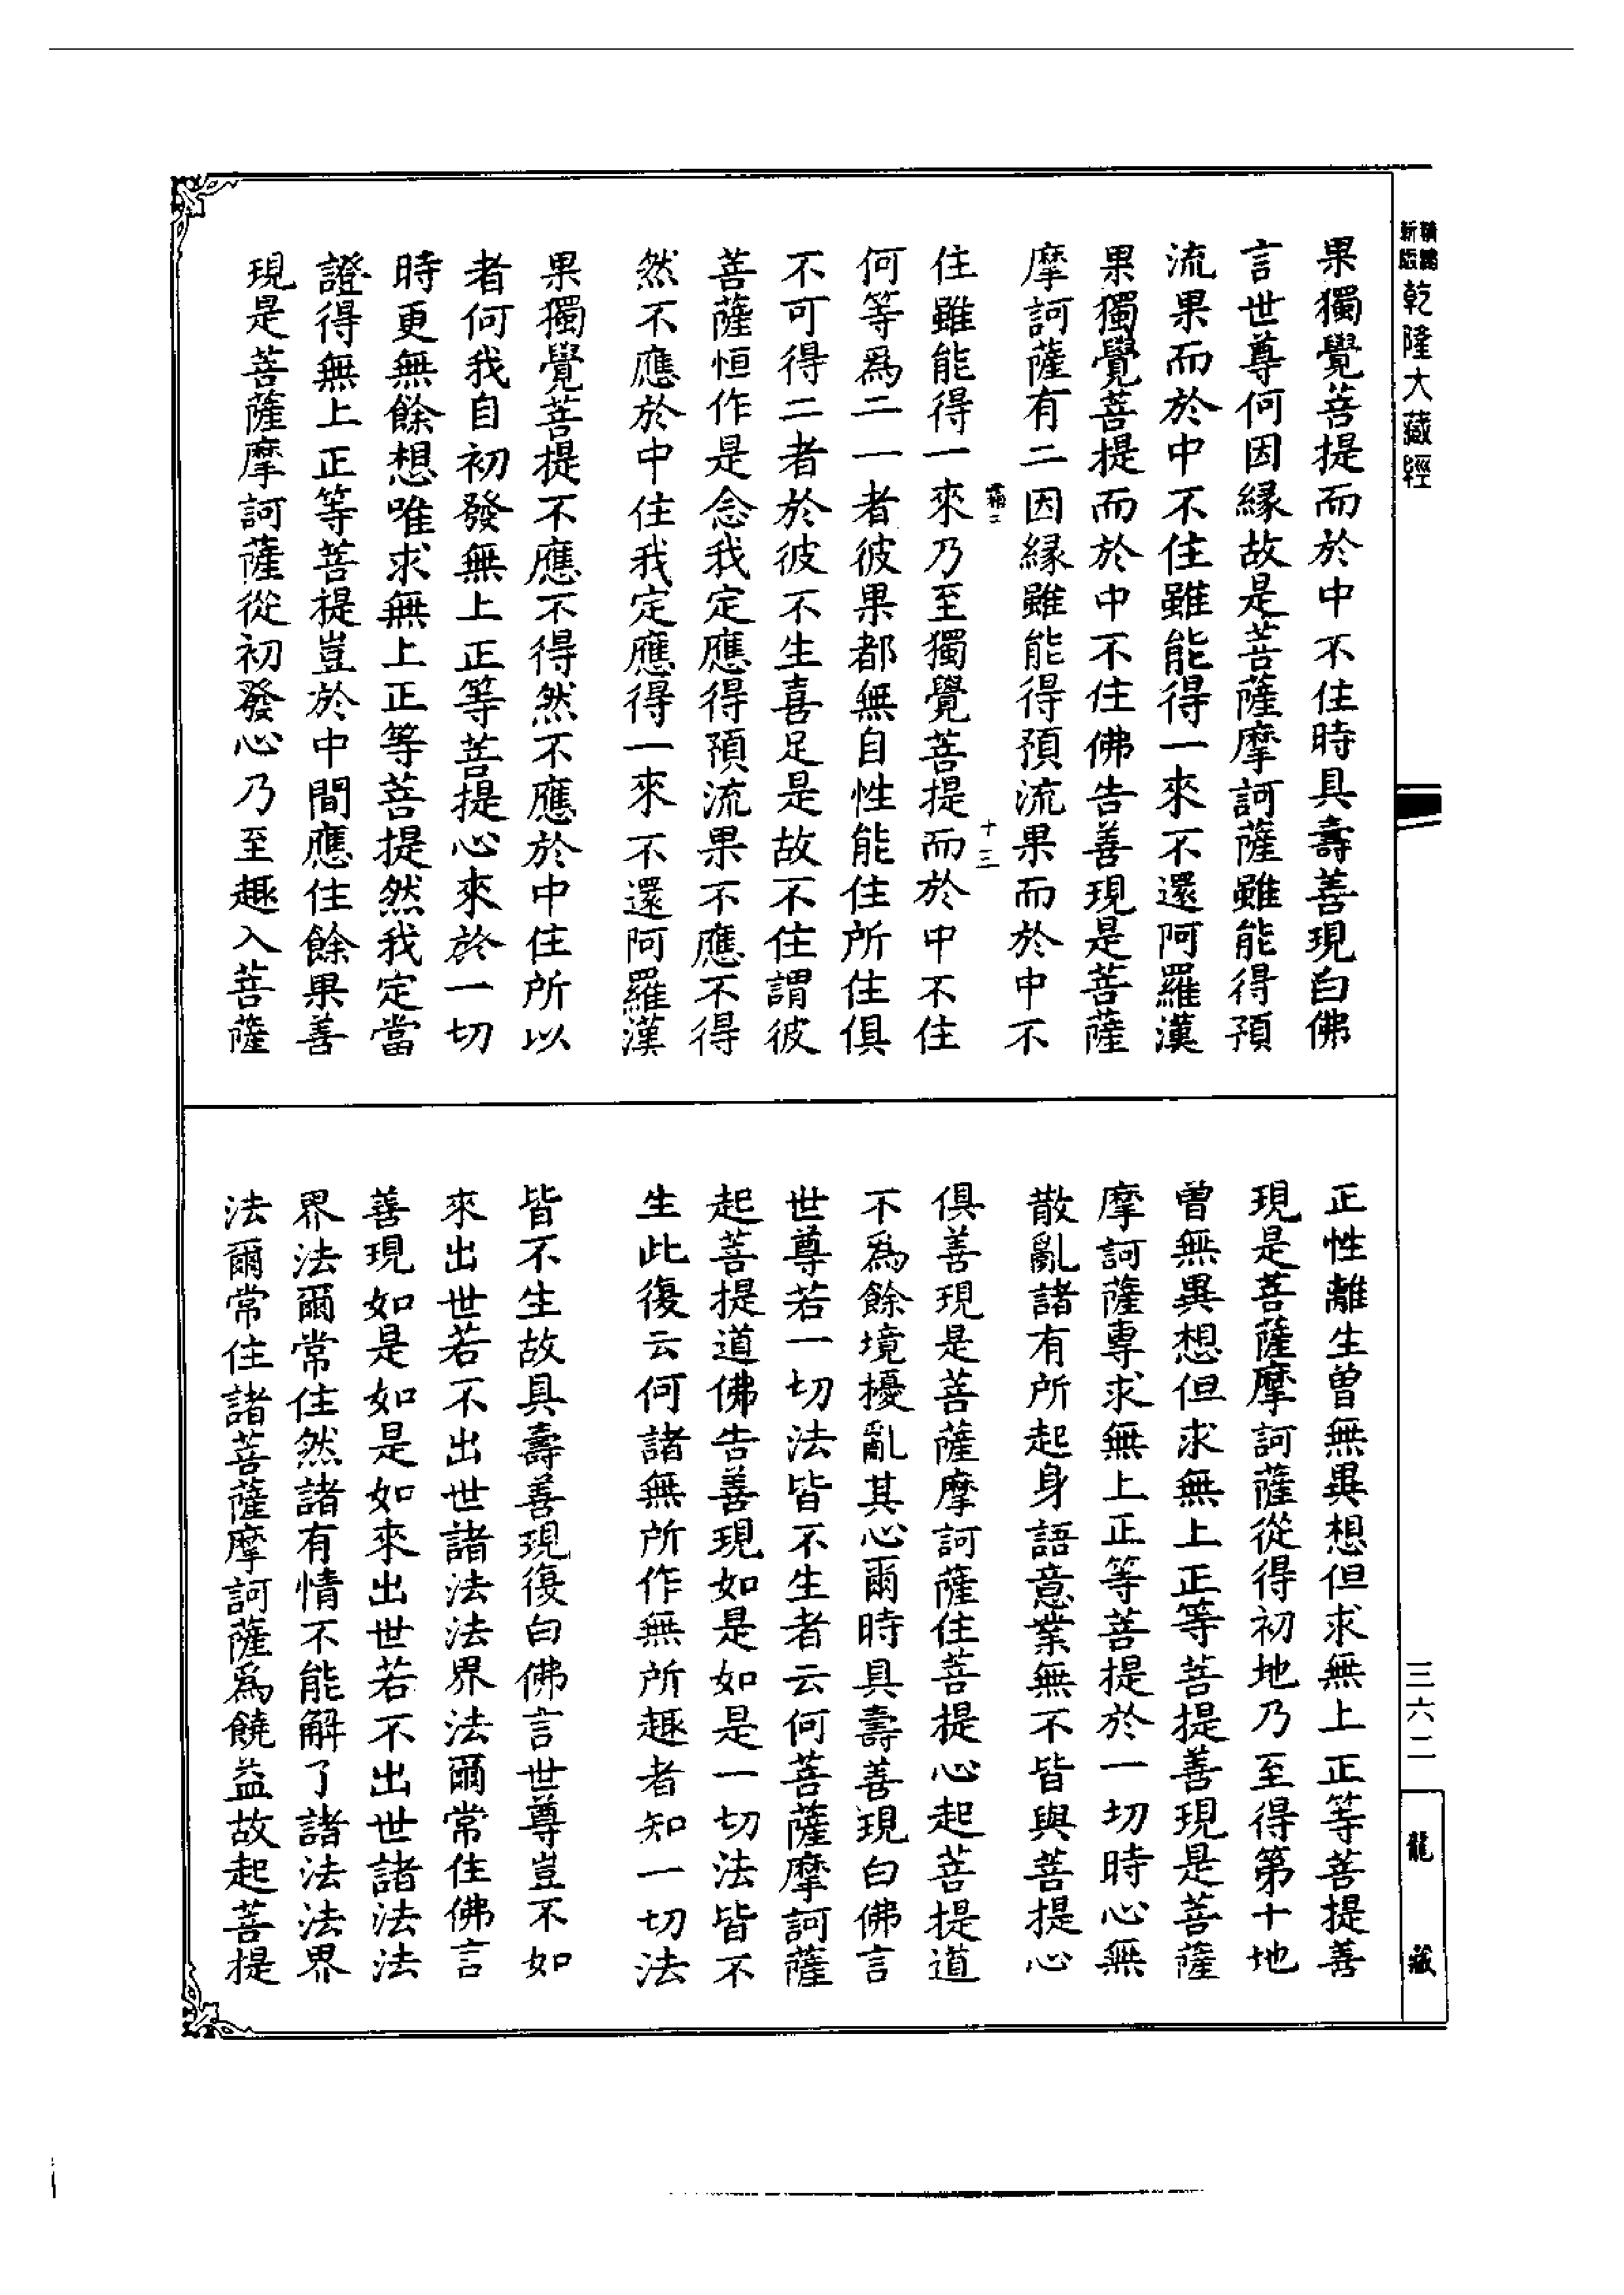 乾隆大藏經
果獨覺菩提而於中不住時具壽善現白佛
言世尊何因緣故是菩薩摩訶薩雖能得預
流果而於中不住雖能得一來不還阿羅漢
果獨覺菩提而於中不住佛告善現是菩薩
摩訶薩有二因緣雖能得預流果而於中不
十三
住雖能得一來乃至獨覺菩提而於中不住
何等爲二一者彼果都無自性能住所住俱
不可得二者於彼不生喜足是故不住謂彼
菩薩恒作是念我定應得預流果不應不得
然不應於中住我定應得一來不還阿羅漢
果獨覺菩提不應不得然不應於中住所以
者何我自初發無上正等菩提心來於一切
時更無餘想唯求無上正等菩提然我定當
證得無上正等菩提豈於中間應住餘果善
現是菩薩摩訶薩從初發心乃至趣入菩薩
正性離生曾無異想但求無上正等菩提善
現是菩薩摩訶薩從得初地乃至得第十地
曾無異想但求無上正等菩提善現是菩薩
摩訶薩專求無上正等菩提於一切時心無
散亂諸有所起身語意業無不皆與菩提心
俱善現是菩薩摩訶薩住菩提心起菩提道
不爲餘境擾亂其心爾時具壽善現白佛言
世尊若一切法皆不生者云何菩薩摩訶薩
起菩提道佛告善現如是如是一切法皆不
生此復云何諸無所作無所趣者知一切法
皆不生故具壽善現復白佛言世尊豈不如
來出世若不出世諸法法界法爾常住佛言
善現如是如是如來出世若不出世諸法法
界法爾常住然諸有情不能解了諸法法界
法爾常住諸菩薩摩訶薩爲饒益故起菩提
三六二
龍藏